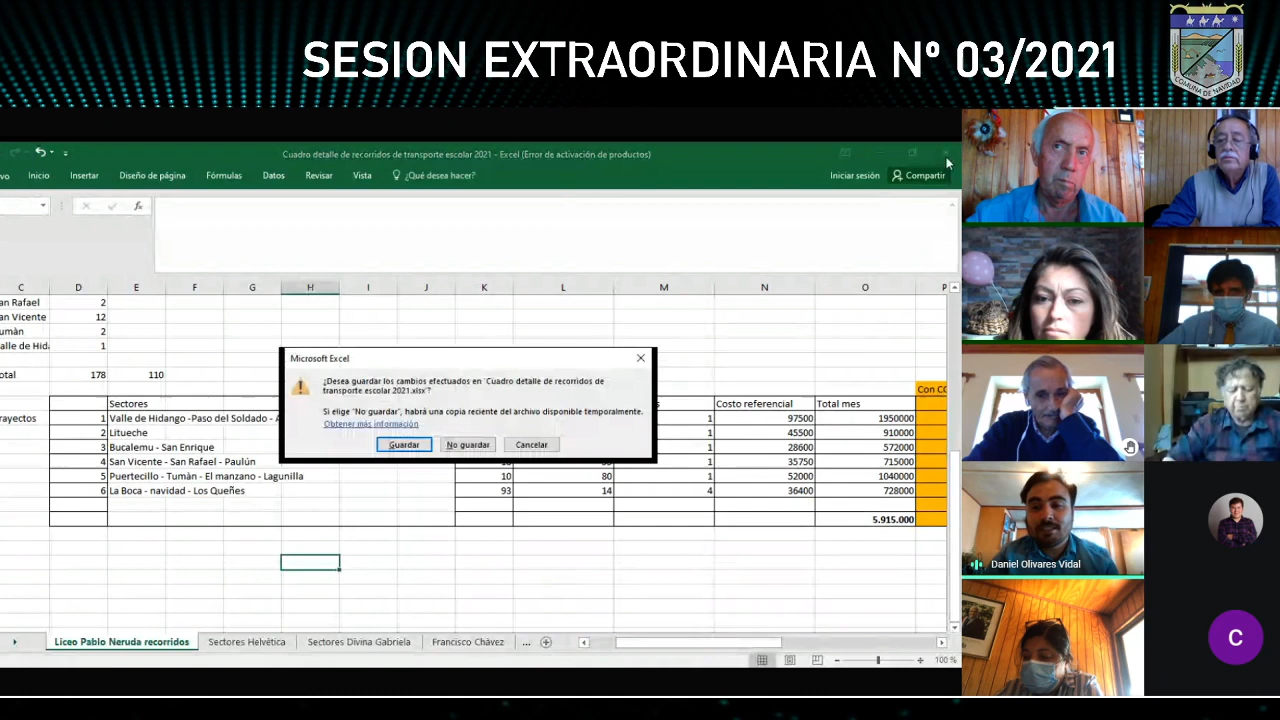 SESION EXTRAORDINARIA Nº 03/2021
COMUNA DE NAVIDAD
Cuadro detalle de recorridos de transporte escolar 2021 - Excel (Error de activación de productos)
Inicio Insertar Diseño de página Fórmulas Datos Revisar Vista ¿Qué desea hacer? Iniciar sesión Compartir
fx
C D E F G H I J K L M N O P
an Rafael 2
an Vicente 12
umàn 2
alle de Hida 1
otal 178 110
Con CO
Sectores s Costo referencial Total mes
rayectos 1 Valle de Hidango -Paso del Soldado - A 1 97500 1950000
2 Litueche 1 45500 910000
3 Bucalemu - San Enrique 1 28600 572000
4 San Vicente - San Rafael - Paulún 1 35750 715000
5 Puertecillo - Tumàn - El manzano - Lagunilla 10 80 1 52000 1040000
6 La Boca - navidad - Los Queñes 93 14 4 36400 728000
5.915.000
Microsoft Excel
¿Desea guardar los cambios efectuados en 'Cuadro detalle de recorridos de
transporte escolar 2021.xlsx'?
Si elige "No guardar", habrá una copia reciente del archivo disponible temporalmente.
Obtener más información
Guardar No guardar Cancelar
Liceo Pablo Neruda recorridos Sectores Helvética Sectores Dívina Gabriela Francisco Chávez ...
100 %
Daniel Olivares Vidal
C